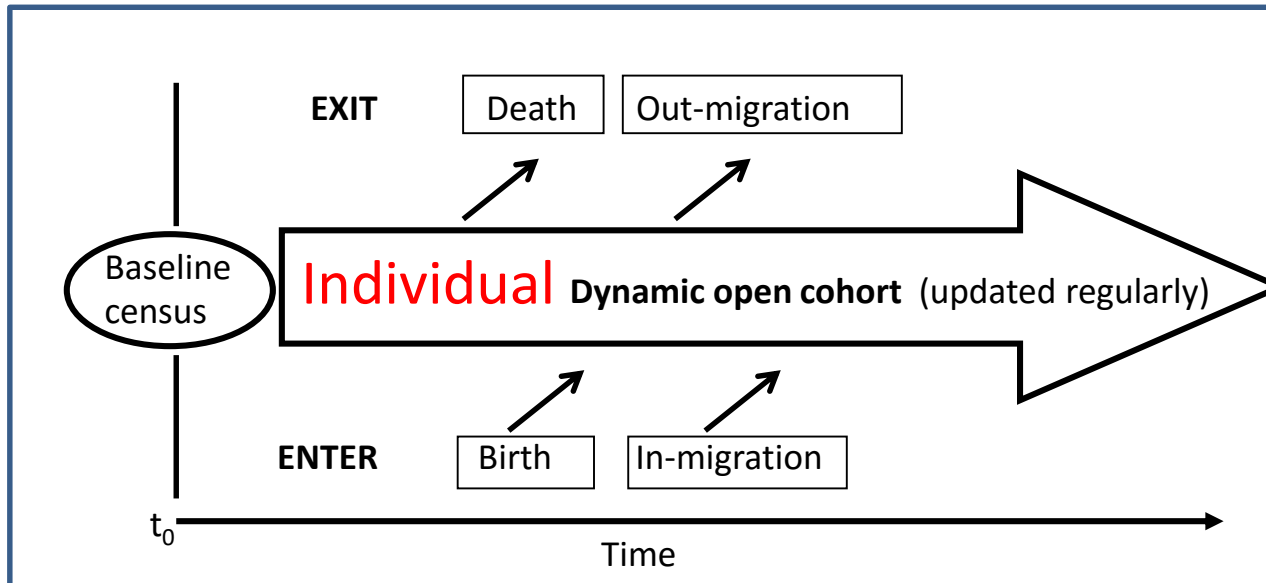 EXIT Death Out-migration
Baseline
census
Individual Dynamic open cohort (updated regularly)
ENTER Birth In-migration
t₀
Time